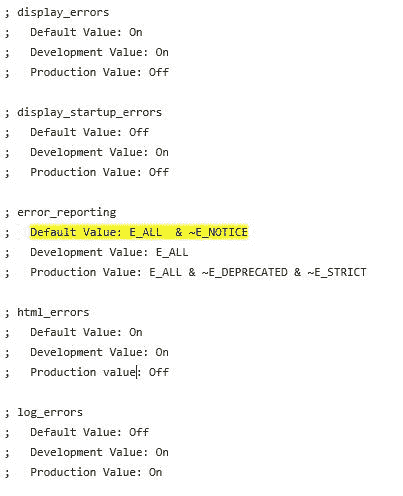 ; display_errors
;   Default Value: On
;   Development Value: On
;   Production Value: Off
; display_startup_errors
;   Default Value: Off
;   Development Value: On
;   Production Value: Off
; error_reporting
;   Default Value: E_ALL  & ~E_NOTICE
;   Development Value: E_ALL
;   Production Value: E_ALL & ~E_DEPRECATED & ~E_STRICT
; html_errors
;   Default Value: On
;   Development Value: On
;   Production value: Off
; log_errors
;   Default Value: Off
;   Development Value: On
;   Production Value: On